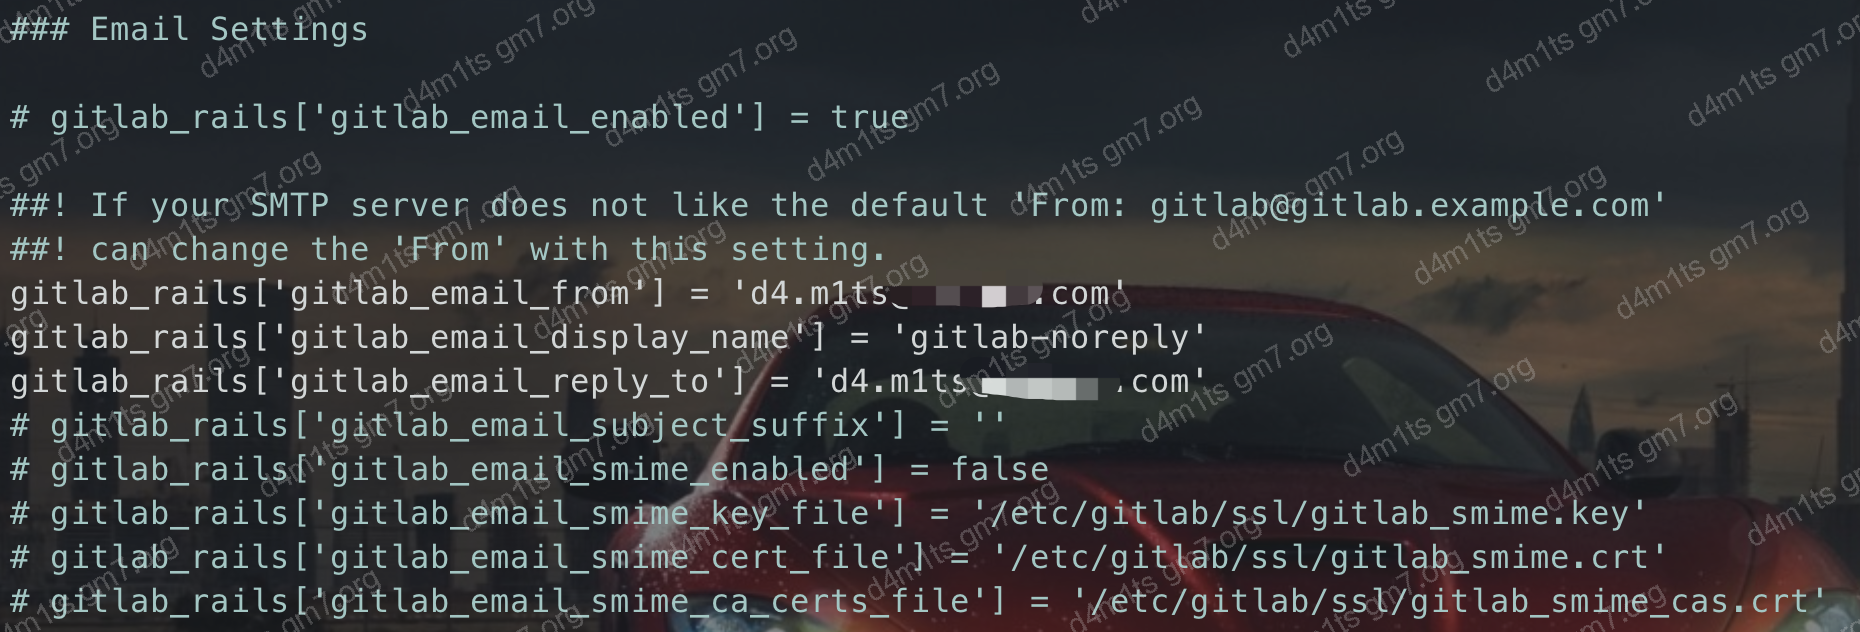 ### Email Settings
# gitlab_rails['gitlab_email_enabled'] = true
##! If your SMTP server does not like the default 'From: gitlab@gitlab.example.com'
##! can change the 'From' with this setting.
gitlab_rails['gitlab_email_from'] = 'd4.m1ts .com'
gitlab_rails['gitlab_email_display_name'] = 'gitlab-noreply'
gitlab_rails['gitlab_email_reply_to'] = 'd4.m1ts .com'
# gitlab_rails['gitlab_email_subject_suffix'] = ''
# gitlab_rails['gitlab_email_smime_enabled'] = false
# gitlab_rails['gitlab_email_smime_key_file'] = '/etc/gitlab/ssl/gitlab_smime.key'
# gitlab_rails['gitlab_email_smime_cert_file'] = '/etc/gitlab/ssl/gitlab_smime.crt'
# gitlab_rails['gitlab_email_smime_ca_certs_file'] = '/etc/gitlab/ssl/gitlab_smime_cas.crt'
d4m1ts gm7.org